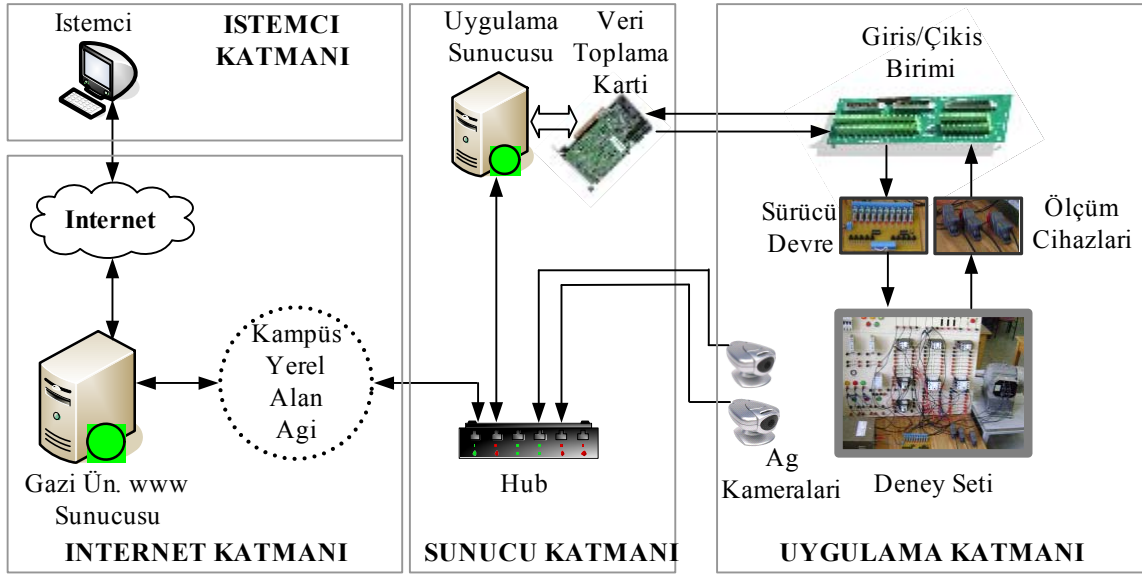 Istemci
ISTEMCI
KATMANI
Internet
Kampüs
Yerel
Alan
Agi
Gazi Ün. www
Sunucusu
INTERNET KATMANI
Uygulama
Sunucusu
Veri
Toplama
Karti
Hub
SUNUCU KATMANI
Giris/Çikis
Birimi
Sürücü
Devre
Ölçüm
Cihazlari
Ag
Kameralari
Deney Seti
UYGULAMA KATMANI